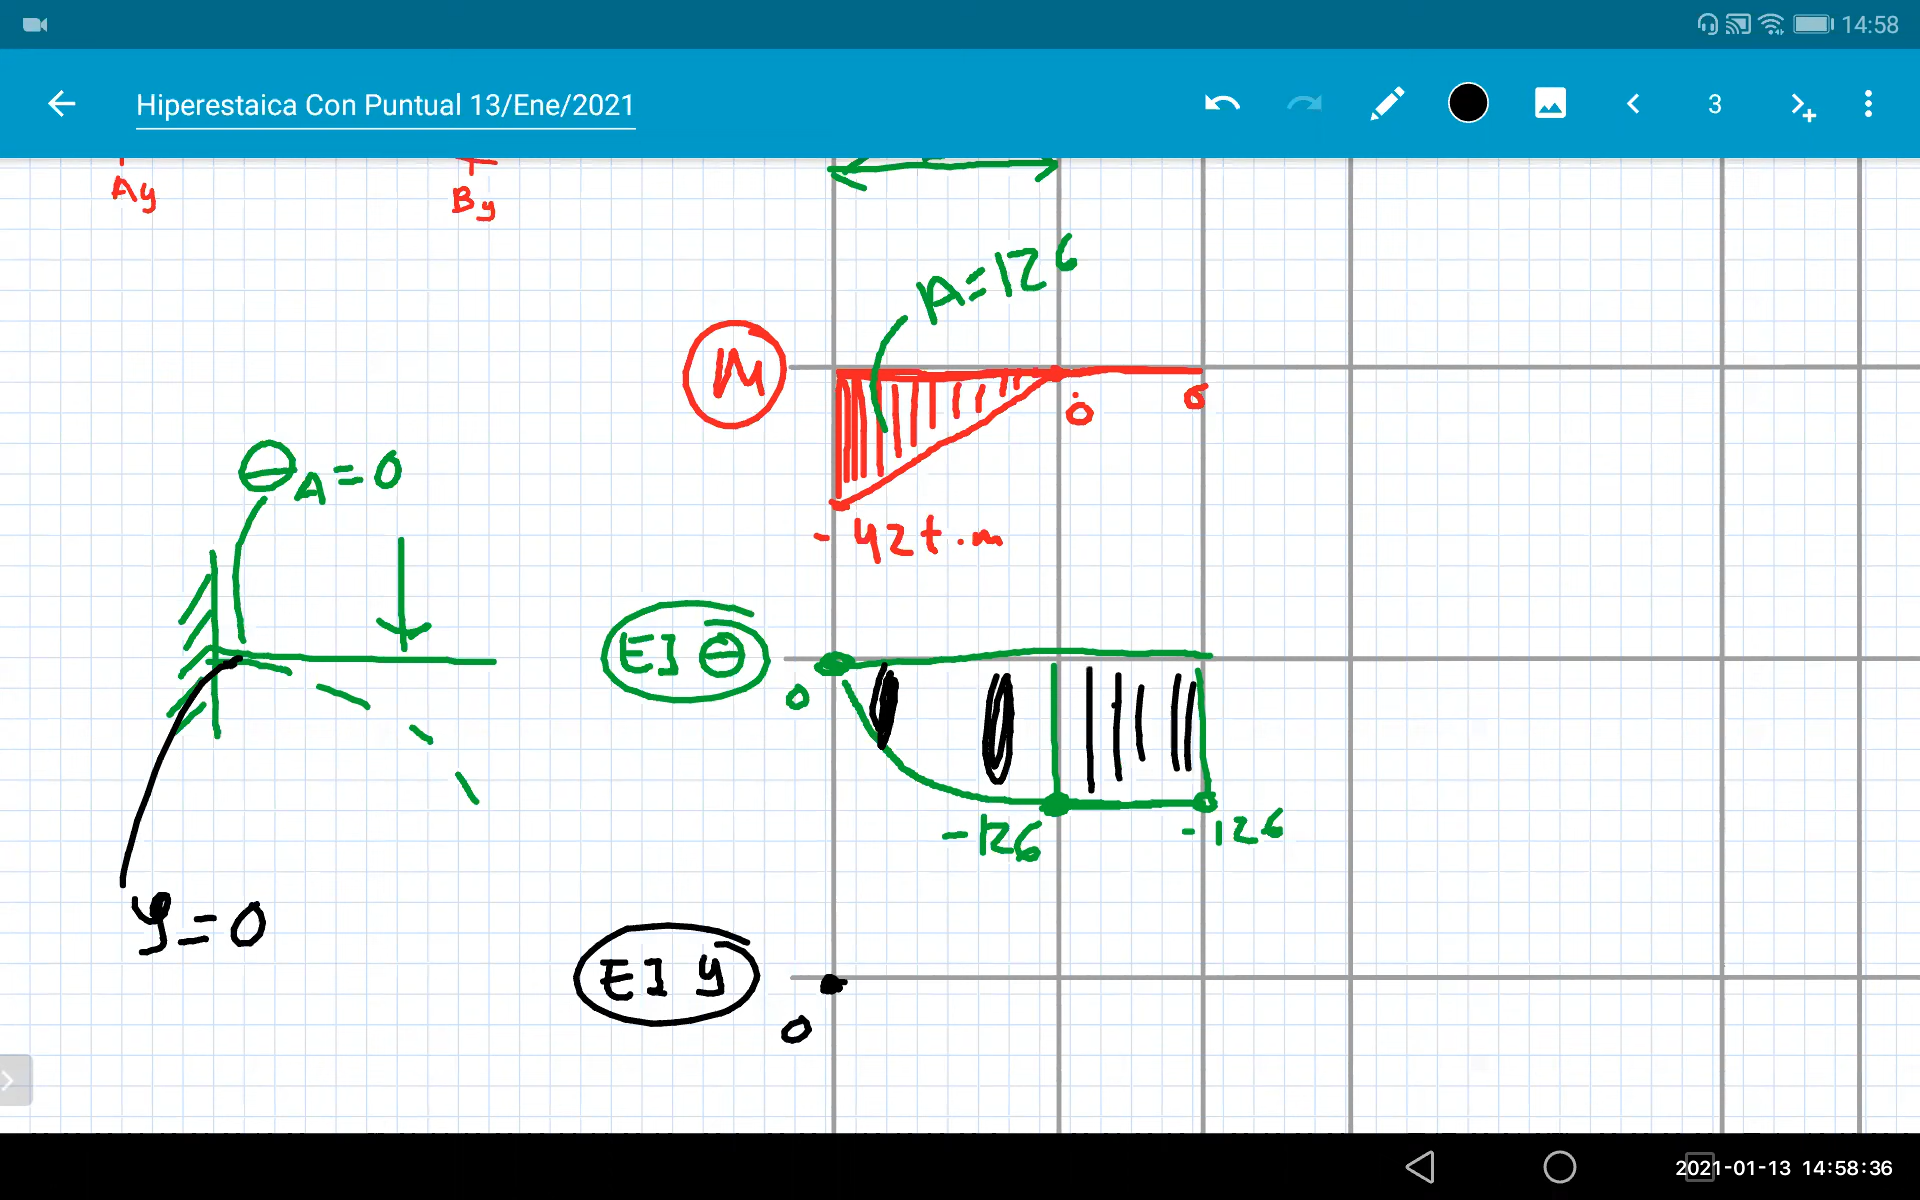 14:58
Hiperestaica Con Puntual 13/Ene/2021
3
Ay
By
A=126
M
0
0
-42t.m
θA=0
EIθ
0
-126
-126
y=0
EIy
0
2021-01-13 14:58:36